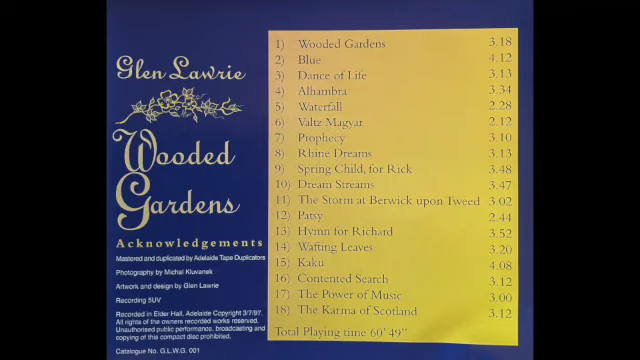 Glen Lawrie
Wooded
Gardens
Acknowledgements
Mastered and duplicated by Adelaide Tape Duplicators
Photography by Michal Kluvanek
Artwork and design by Glen Lawrie
Recording 5UV
Recorded in Elder Hall, Adelaide Copyright 3/7/97.
All rights of the owners recorded works reserved.
Unauthorised public performance, broadcasting and
copying of this compact disc prohibited.
Catalogue No. G.L.W.G. 001
1) Wooded Gardens 3.18
2) Blue 4.12
3) Dance of Life 3.13
4) Alhambra 3.34
5) Waterfall 2.28
6) Valtz Magyar 2.12
7) Prophecy 3.10
8) Rhine Dreams 3.13
9) Spring Child, for Rick 3.48
10) Dream Streams 3.47
11) The Storm at Berwick upon Tweed 3.02
12) Patsy 2.44
13) Hymn for Richard 3.52
14) Wafting Leaves 3.20
15) Kaku 4.08
16) Contented Search 3.12
17) The Power of Music 3.00
18) The Karma of Scotland 3.12
Total Playing time 60' 49"